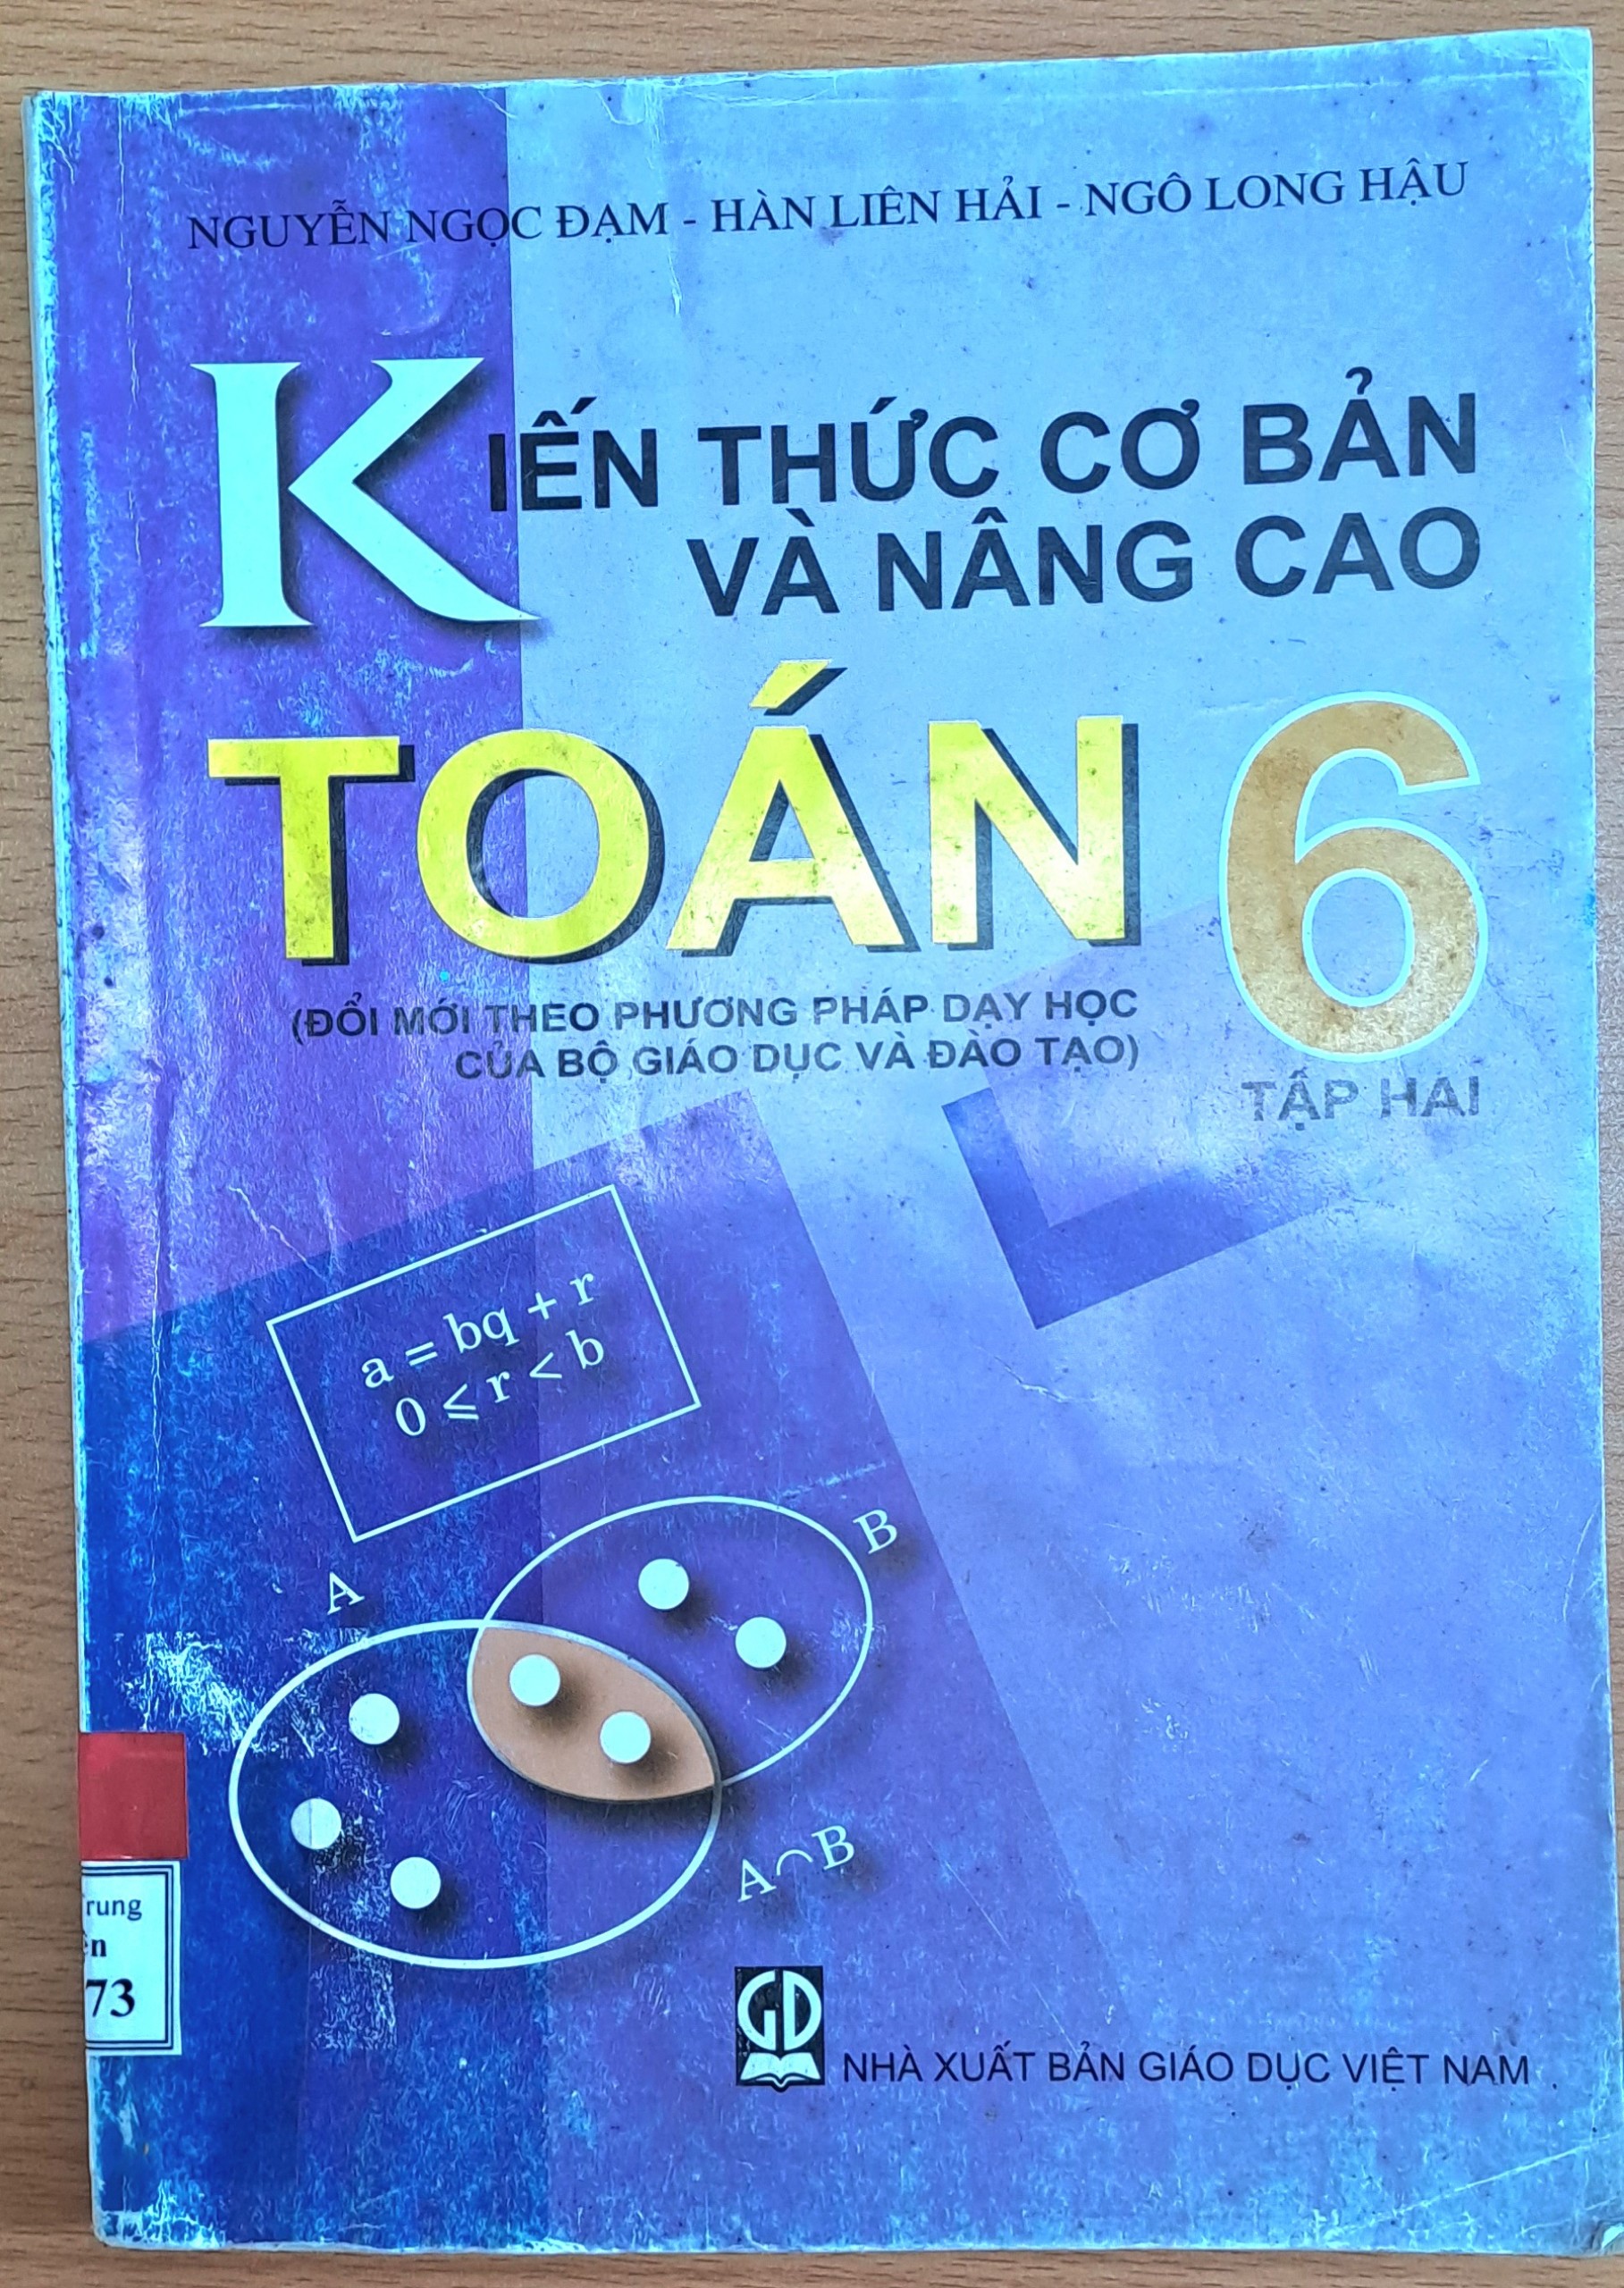 NGUYỄN NGỌC ĐẠM - HÀN LIÊN HẢI - NGÔ LONG HẬU
KIẾN THỨC CƠ BẢN
VÀ NÂNG CAO
TOÁN 6
(ĐỔI MỚI THEO PHƯƠNG PHÁP DẠY HỌC
CỦA BỘ GIÁO DỤC VÀ ĐÀO TẠO)
TẬP HAI
a = bq + r
0 ⩽ r < b
A
B
A∩B
73
GD
NHÀ XUẤT BẢN GIÁO DỤC VIỆT NAM